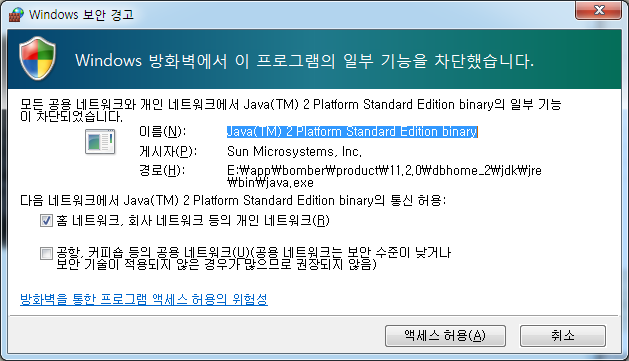 Windows 보안 경고
Windows 방화벽에서 이 프로그램의 일부 기능을 차단했습니다.
모든 공용 네트워크와 개인 네트워크에서 Java(TM) 2 Platform Standard Edition binary의 일부 기능
이 차단되었습니다.
이름(N): Java(TM) 2 Platform Standard Edition binary
게시자(P): Sun Microsystems, Inc.
경로(H): E:₩app₩bomber₩product₩11.2.0₩dbhome_2₩jdk₩jre
₩bin₩java.exe
다음 네트워크에서 Java(TM) 2 Platform Standard Edition binary의 통신 허용:
홈 네트워크, 회사 네트워크 등의 개인 네트워크(R)
공항, 커피숍 등의 공용 네트워크(U)(공용 네트워크는 보안 수준이 낮거나
보안 기술이 적용되지 않은 경우가 많으므로 권장되지 않음)
방화벽을 통한 프로그램 액세스 허용의 위험성
액세스 허용(A) 취소